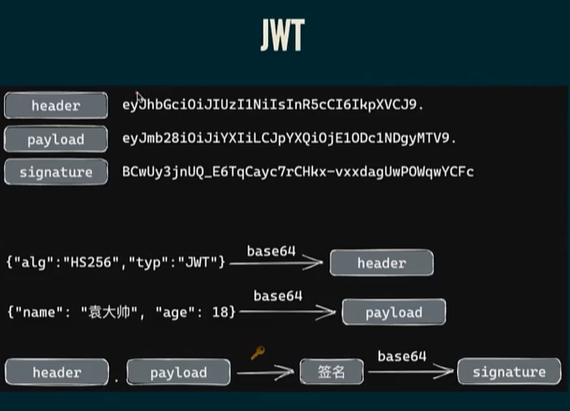 JWT
header eyJhbGciOiJIUzI1NiIsInR5cCI6IkpXVCJ9.
payload eyJmb28iOiJiYXIiLCJpYXQiOjE1ODc1NDgyMTV9.
signature BCwUy3jnUQ_E6TqCayc7rCHkx-vxxdagUwPOWqwYCFc
{"alg":"HS256","typ":"JWT"} base64 header
{"name": "袁大帅", "age": 18} base64 payload
header . payload 签名 base64 signature